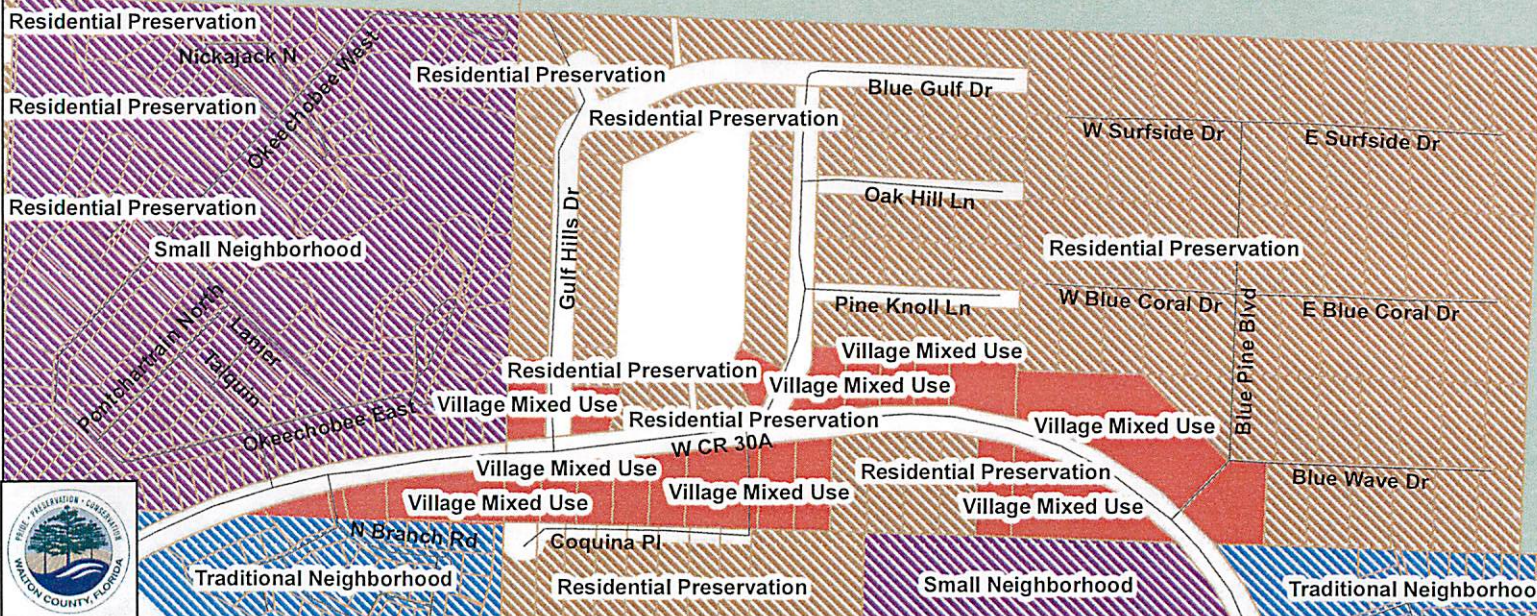 Residential Preservation
Nickajack N
Okeechobee West
Residential Preservation
Blue Gulf Dr
Residential Preservation
Residential Preservation
W Surfside Dr
E Surfside Dr
Residential Preservation
Oak Hill Ln
Gulf Hills Dr
Small Neighborhood
Residential Preservation
Pine Knoll Ln
W Blue Coral Dr
E Blue Coral Dr
Blue Pine Blvd
Pontchartrain North
Lanier
Talquin
Village Mixed Use
Residential Preservation
Village Mixed Use
Okeechobee East
Village Mixed Use
Residential Preservation
Village Mixed Use
W CR 30A
Village Mixed Use
Residential Preservation
Blue Wave Dr
Village Mixed Use
Village Mixed Use
Village Mixed Use
N Branch Rd
Coquina Pl
Traditional Neighborhood
Residential Preservation
Small Neighborhood
Traditional Neighborhoo
PRIDE • PRESERVATION • CONSERVATION
WALTON COUNTY, FLORIDA